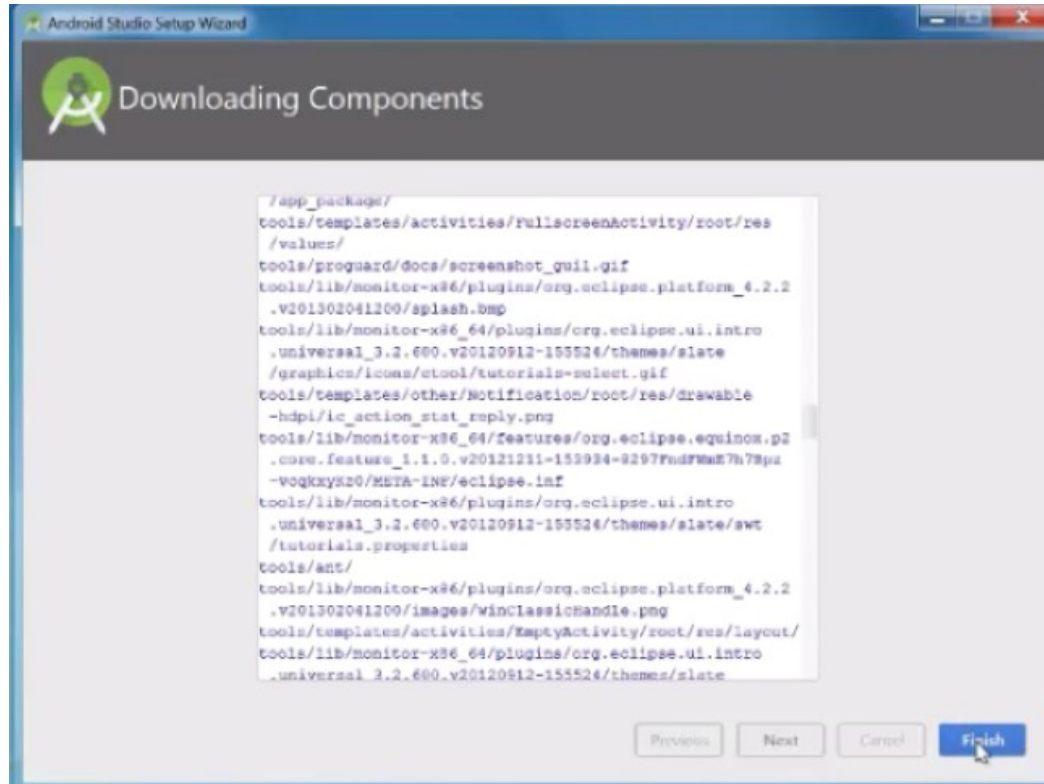 Android Studio Setup Wizard
Downloading Components
/app_package/
tools/templates/activities/FullscreenActivity/root/res
/values/
tools/proguard/docs/screenshot_gui1.gif
tools/lib/monitor-x86/plugins/org.eclipse.platform_4.2.2
.v201302041200/splash.bmp
tools/lib/monitor-x86_64/plugins/org.eclipse.ui.intro
.universal_3.2.600.v20120912-155524/themes/slate
/graphics/icons/ctool/tutorials-select.gif
tools/templates/other/Notification/root/res/drawable
-hdpi/ic_action_stat_reply.png
tools/lib/monitor-x86_64/features/org.eclipse.equinox.p2
/META-INF/eclipse.inf
tools/lib/monitor-x86/plugins/org.eclipse.ui.intro
.universal_3.2.600.v20120912-155524/themes/slate/swt
/tutorials.properties
tools/ant/
tools/lib/monitor-x86/plugins/org.eclipse.platform_4.2.2
.v201302041200/images/winClassicHandle.png
tools/templates/activities/EmptyActivity/root/res/layout/
tools/lib/monitor-x86_64/plugins/org.eclipse.ui.intro
.universal_3.2.600.v20120912-155524/themes/slate
Previous Next Cancel Finish